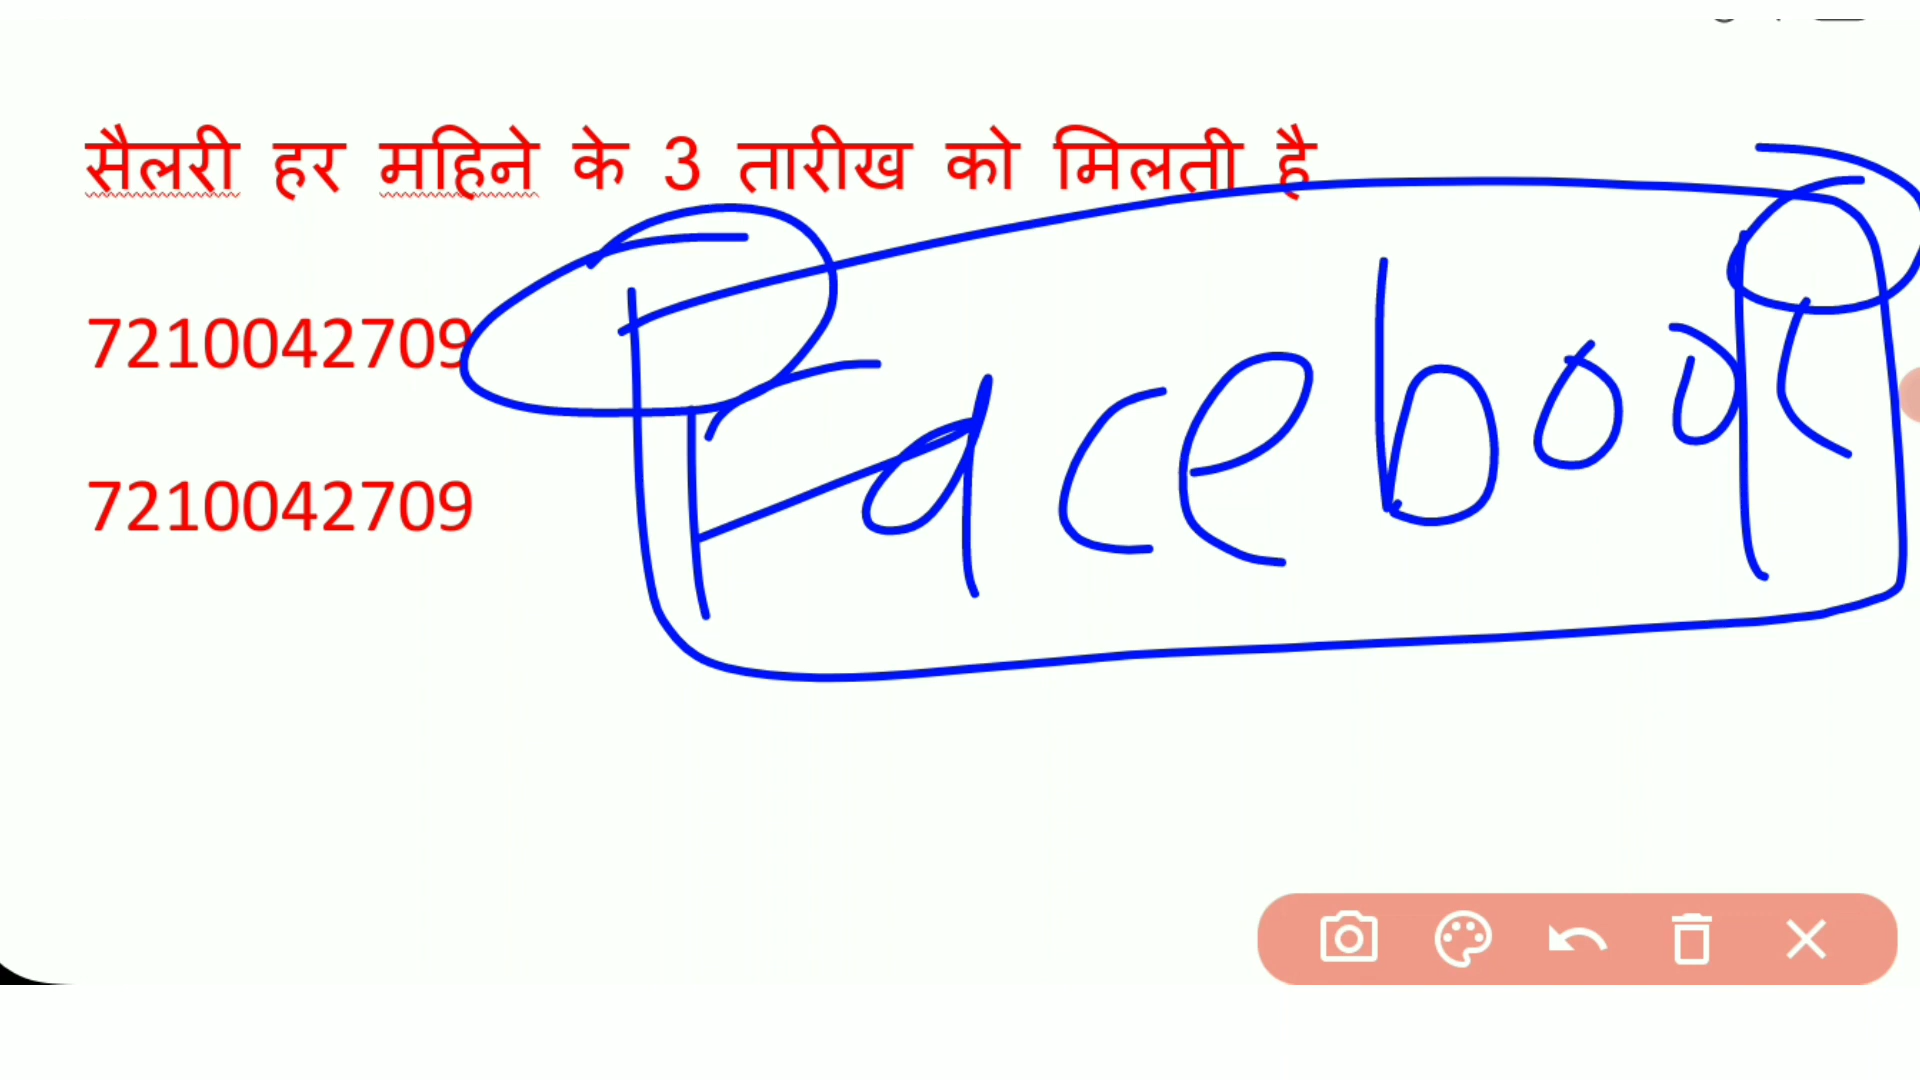 सैलरी हर महिने के 3 तारीख को मिलती है
7210042709
Facebook
7210042709